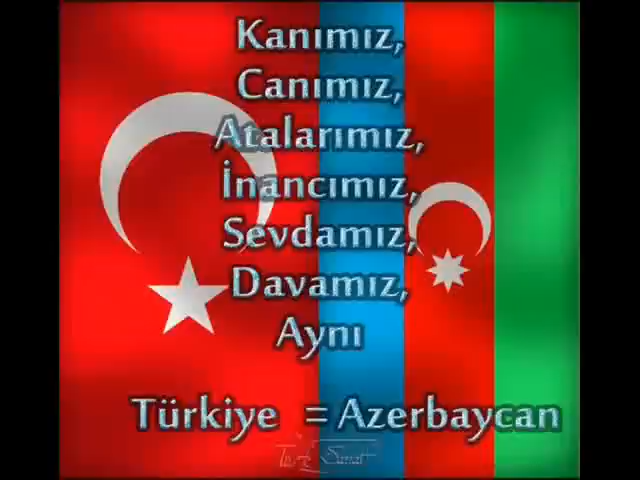 Kanımız,
Canımız,
Atalarımız,
İnancımız,
Sevdamız,
Davamız,
Aynı
Türkiye = Azerbaycan